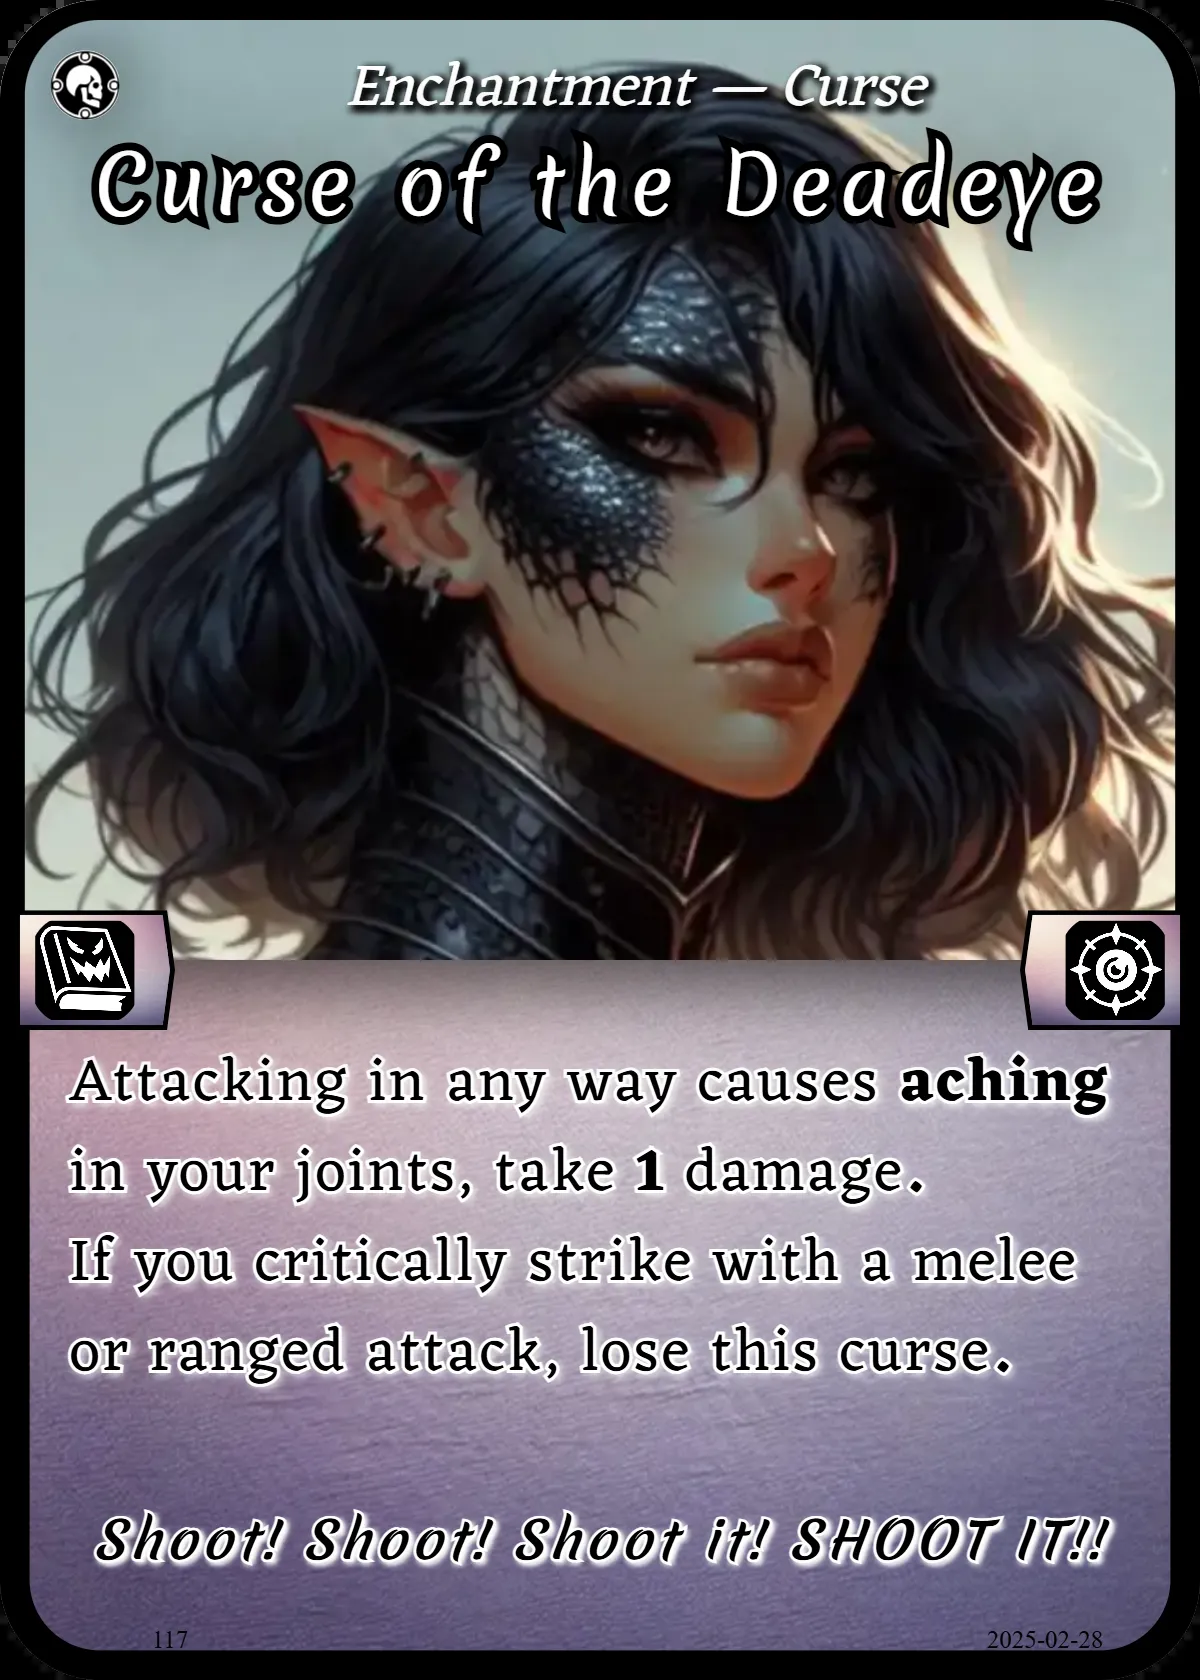 Enchantment — Curse
Curse of the Deadeye
Attacking in any way causes aching
in your joints, take 1 damage.
If you critically strike with a melee
or ranged attack, lose this curse.
Shoot! Shoot! Shoot it! SHOOT IT!!
117 2025-02-28